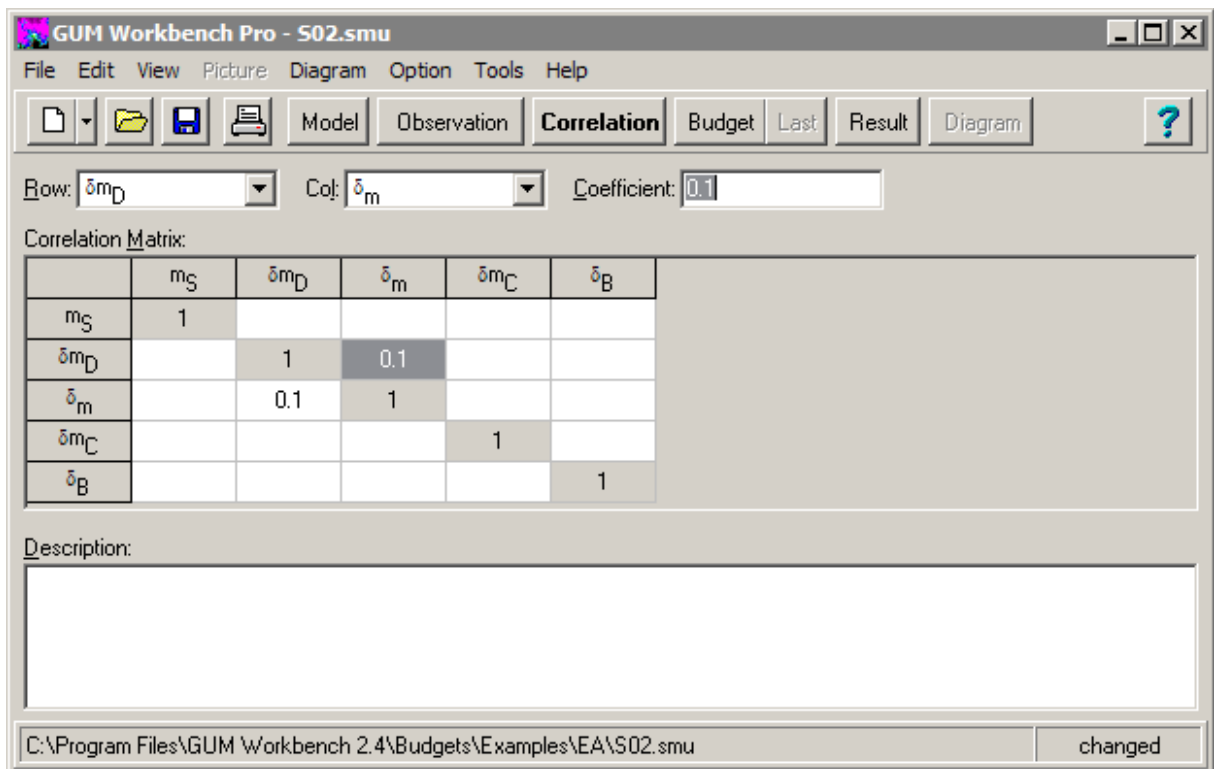 GUM Workbench Pro - S02.smu
File Edit View Picture Diagram Option Tools Help
Model Observation Correlation Budget Last Result Diagram ?
Row: δmD Col: δm Coefficient: 0.1
Correlation Matrix:
mS δmD δm δmC δB
mS 1
δmD 1 0.1
δm 0.1 1
δmC 1
δB 1
Description:
C:\Program Files\GUM Workbench 2.4\Budgets\Examples\EA\S02.smu changed